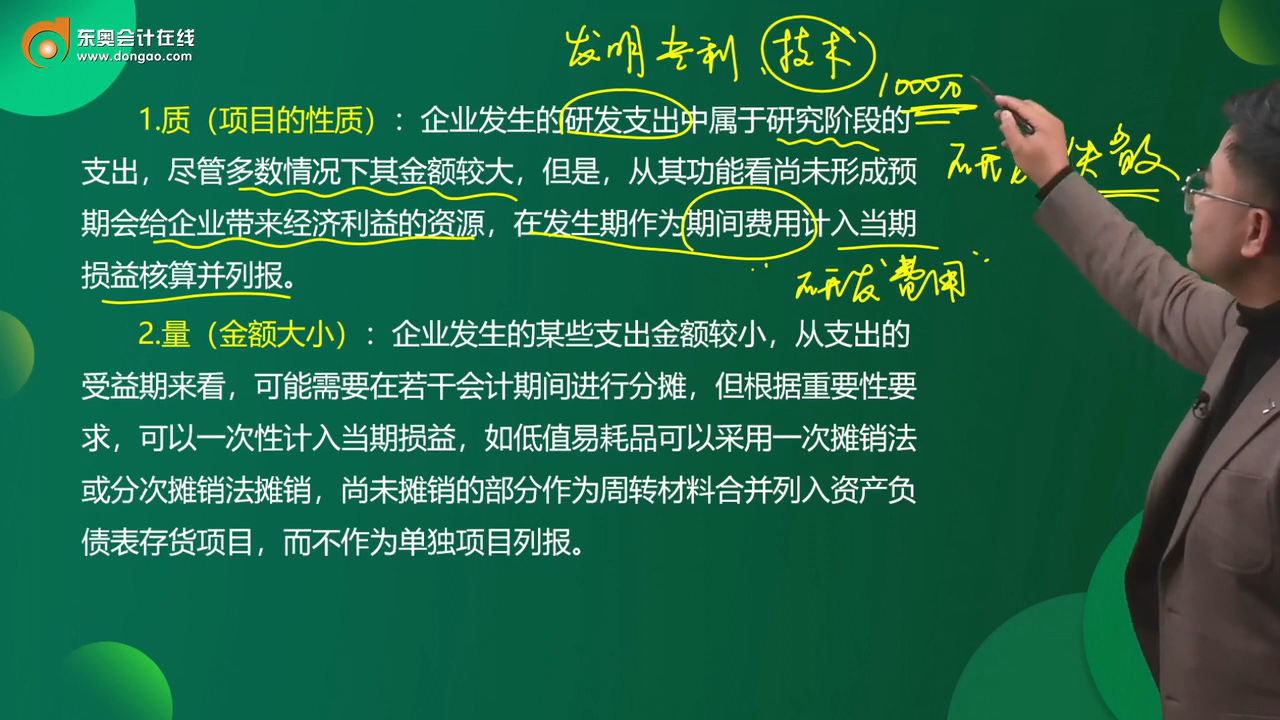 东奥会计在线
www.dongao.com
发明专利、技术
1000万
研发失败
1.质（项目的性质）：企业发生的研发支出中属于研究阶段的
支出，尽管多数情况下其金额较大，但是，从其功能看尚未形成预
期会给企业带来经济利益的资源，在发生期作为期间费用计入当期
损益核算并列报。
“研发费用”
2.量（金额大小）：企业发生的某些支出金额较小，从支出的
受益期来看，可能需要在若干会计期间进行分摊，但根据重要性要
求，可以一次性计入当期损益，如低值易耗品可以采用一次摊销法
或分次摊销法摊销，尚未摊销的部分作为周转材料合并列入资产负
债表存货项目，而不作为单独项目列报。